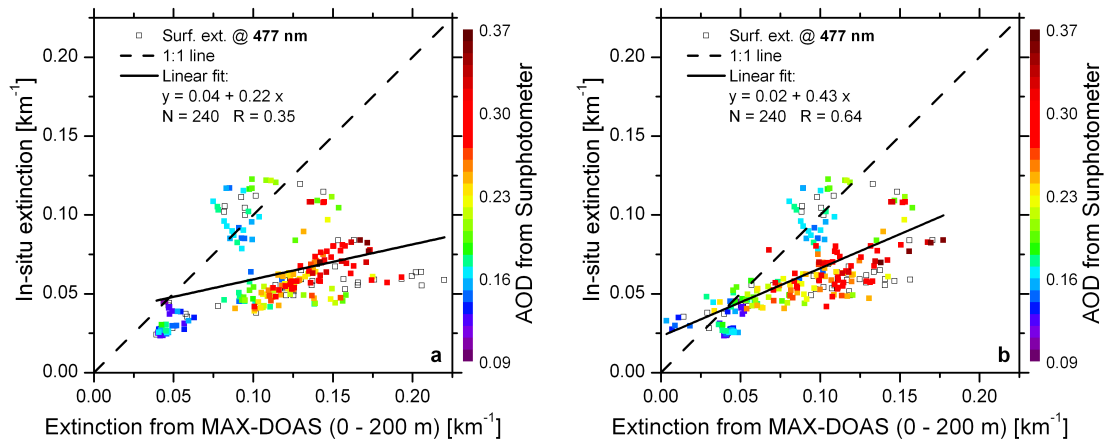 Surf. ext. @ 477 nm
1:1 line
Linear fit:
y = 0.04 + 0.22 x
N = 240 R = 0.35
In-situ extinction [km⁻¹]
0.20
0.15
0.10
0.05
0.00
0.00 0.05 0.10 0.15 0.20
Extinction from MAX-DOAS (0 - 200 m) [km⁻¹]
a
0.37
0.30
0.23
0.16
0.09
AOD from Sunphotometer
Surf. ext. @ 477 nm
1:1 line
Linear fit:
y = 0.02 + 0.43 x
N = 240 R = 0.64
In-situ extinction [km⁻¹]
0.20
0.15
0.10
0.05
0.00
0.00 0.05 0.10 0.15 0.20
Extinction from MAX-DOAS (0 - 200 m) [km⁻¹]
b
0.37
0.30
0.23
0.16
0.09
AOD from Sunphotometer